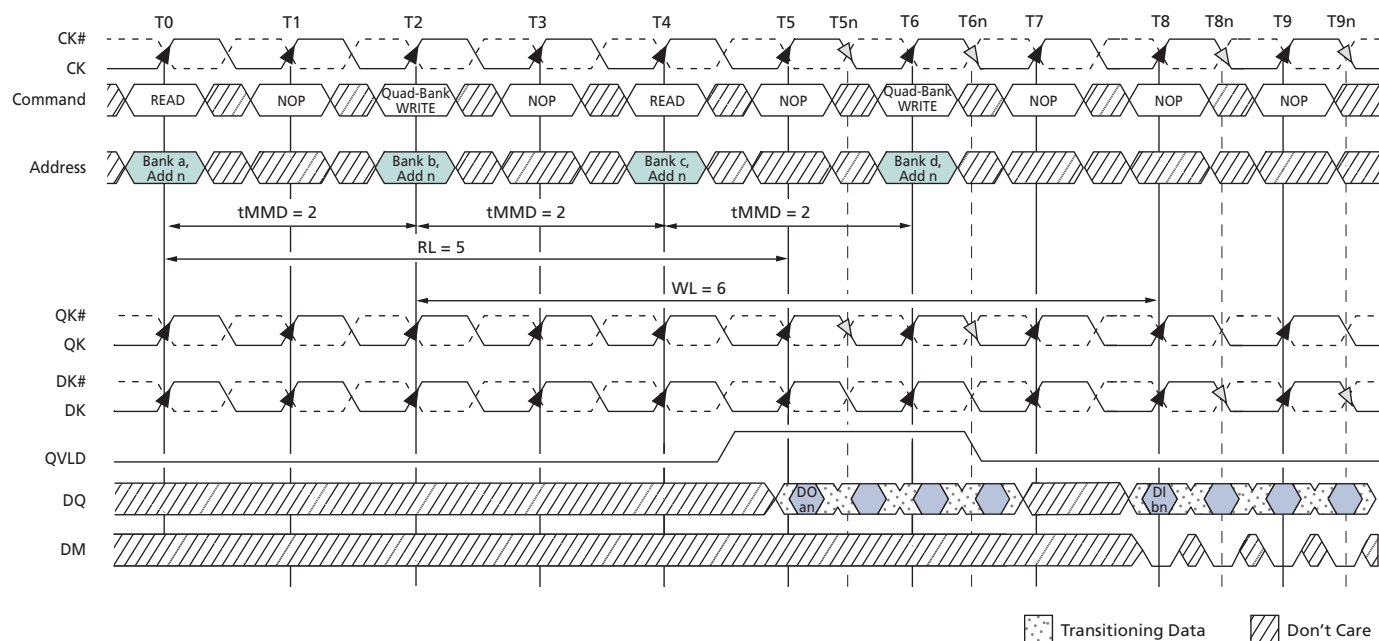 T0 T1 T2 T3 T4 T5 T5n T6 T6n T7 T8 T8n T9 T9n
CK#
CK
Command READ NOP Quad-Bank WRITE NOP READ NOP Quad-Bank WRITE NOP NOP NOP
Address Bank a, Add n Bank b, Add n Bank c, Add n Bank d, Add n
tMMD = 2 tMMD = 2 tMMD = 2
RL = 5
WL = 6
QK#
QK
DK#
DK
QVLD
DQ DO an DI bn
DM
Transitioning Data Don't Care